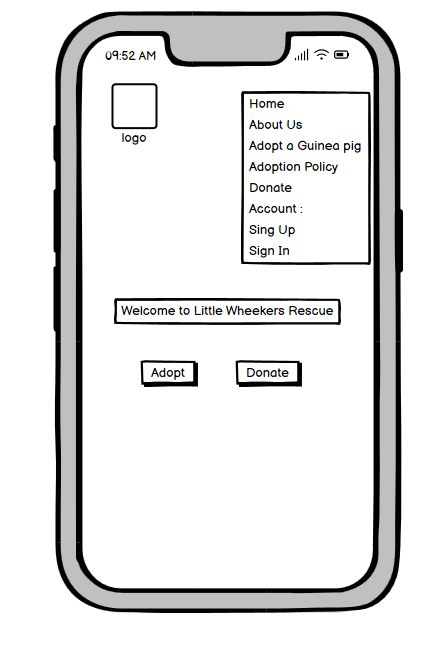 09:52 AM
logo
Home
About Us
Adopt a Guinea pig
Adoption Policy
Donate
Account :
Sing Up
Sign In
Welcome to Little Wheekers Rescue
Adopt
Donate